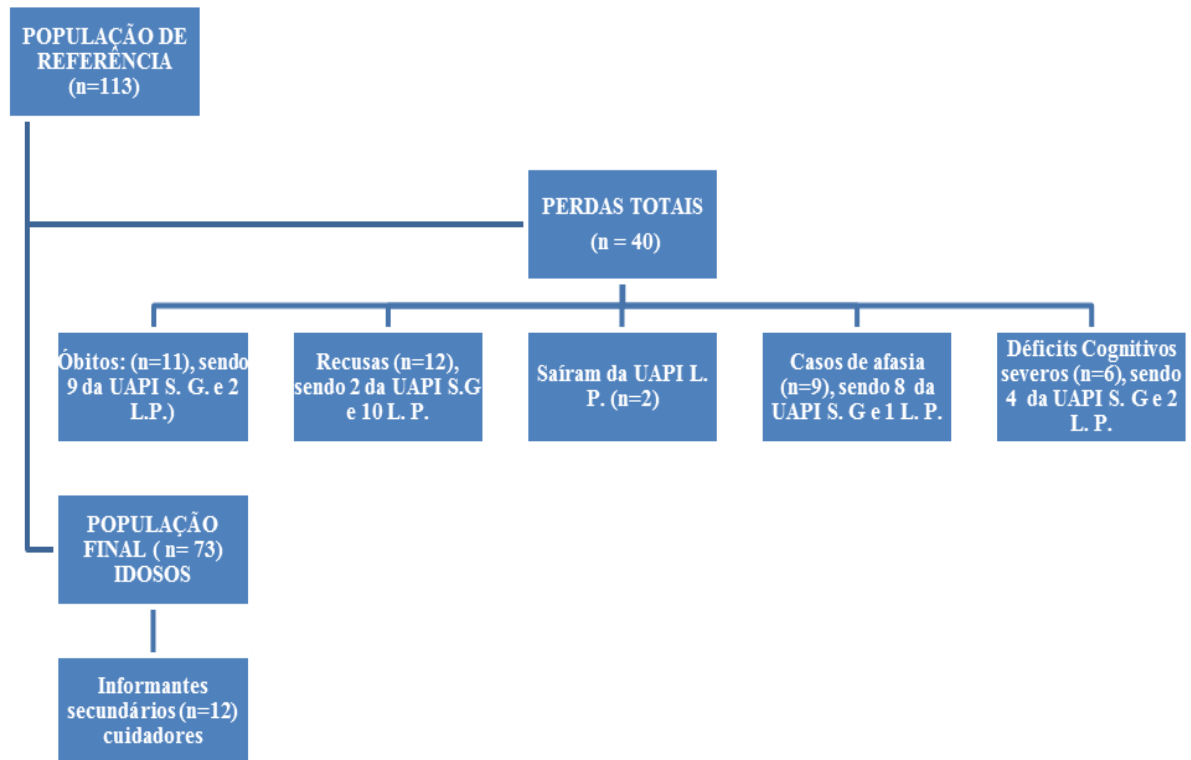 POPULAÇÃO DE
REFERÊNCIA
(n=113)
PERDAS TOTAIS
(n = 40)
Óbitos: (n=11), sendo
9 da UAPI S. G. e 2
L.P.)
Recusas (n=12),
sendo 2 da UAPI S.G
e 10 L. P.
Saíram da UAPI L.
P. (n=2)
Casos de afasia
(n=9), sendo 8 da
UAPI S. G e 1 L. P.
Déficits Cognitivos
severos (n=6), sendo
4 da UAPI S. G e 2
L. P.
POPULAÇÃO
FINAL ( n= 73)
IDOSOS
Informantes
secundários (n=12)
cuidadores